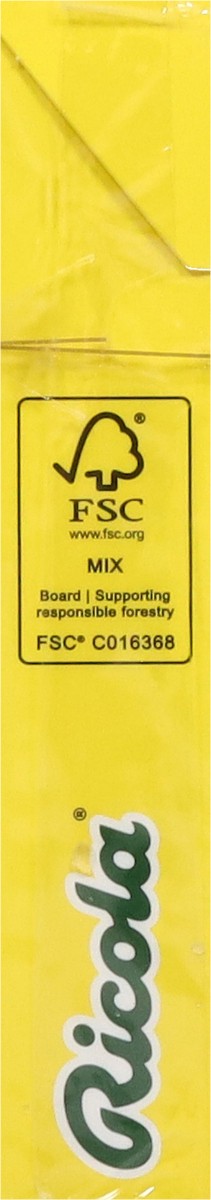 ®
FSC
www.fsc.org
MIX
Board | Supporting
responsible forestry
FSC® C016368
Ricola®